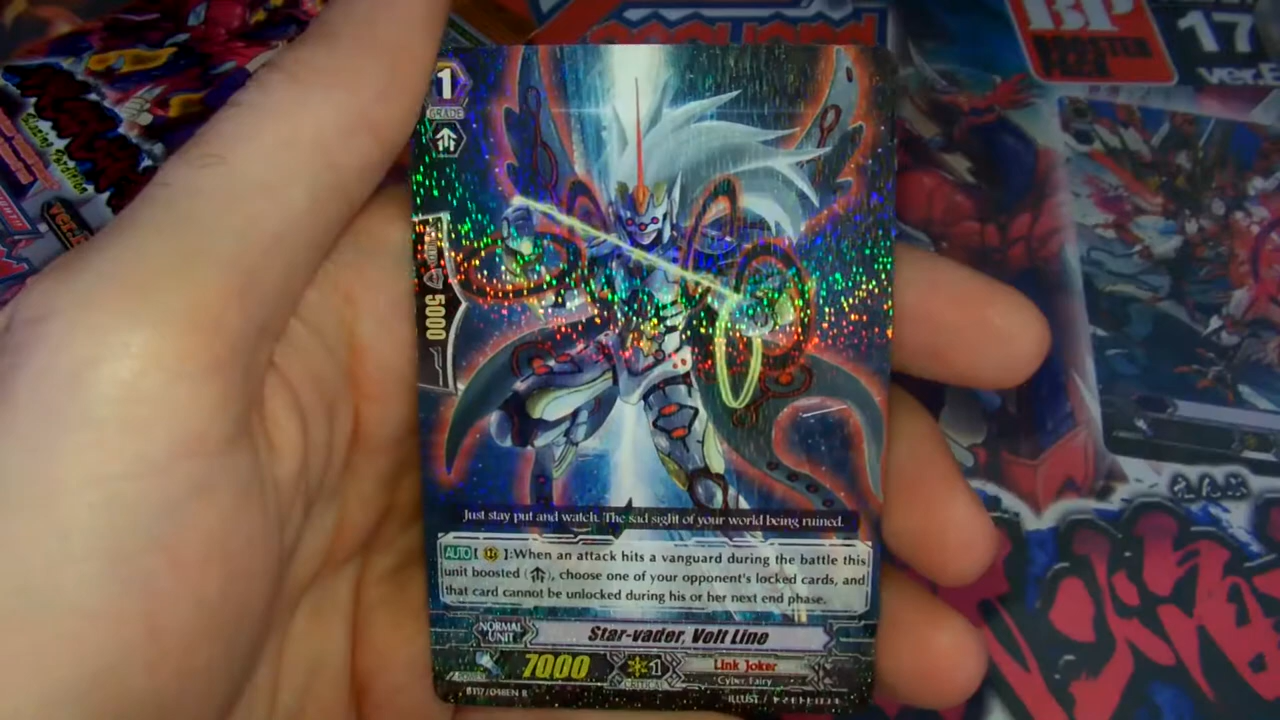 BP
17
ver.E
1
GRADE
5000
Just stay put and watch. The sad sight of your world being ruined.
AUTO [ ]:When an attack hits a vanguard during the battle this
unit boosted ( ), choose one of your opponent's locked cards, and
that card cannot be unlocked during his or her next end phase.
NORMAL
UNIT
Star-vader, Volt Line
7000
1
CRITICAL
Link Joker
Cyber Fairy
BT17/048EN R
ILLUST. /